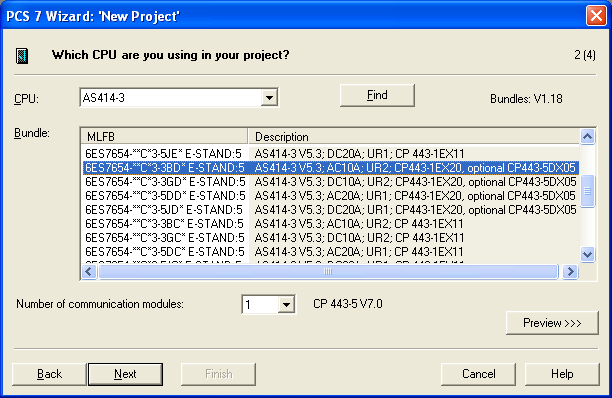 PCS 7 Wizard: 'New Project'
Which CPU are you using in your project? 2 (4)
CPU: AS414-3 Find Bundles: V1.18
Bundle: MLFB Description
6ES7654-**C*3-5JE* E-STAND:5 AS414-3 V5.3; DC20A; UR1; CP 443-1EX11
6ES7654-**C*3-3BD* E-STAND:5 AS414-3 V5.3; AC10A; UR2; CP443-1EX20, optional CP443-5DX05
6ES7654-**C*3-3GD* E-STAND:5 AS414-3 V5.3; DC10A; UR2; CP443-1EX20, optional CP443-5DX05
6ES7654-**C*3-5DD* E-STAND:5 AS414-3 V5.3; AC20A; UR1; CP443-1EX20, optional CP443-5DX05
6ES7654-**C*3-5JD* E-STAND:5 AS414-3 V5.3; DC20A; UR1; CP443-1EX20, optional CP443-5DX05
6ES7654-**C*3-3BC* E-STAND:5 AS414-3 V5.3; AC10A; UR2; CP 443-1EX11
6ES7654-**C*3-3GC* E-STAND:5 AS414-3 V5.3; DC10A; UR2; CP 443-1EX11
6ES7654-**C*3-5DC* E-STAND:5 AS414-3 V5.3; AC20A; UR1; CP 443-1EX11
Number of communication modules: 1 CP 443-5 V7.0
Preview >>>
Back Next Finish Cancel Help